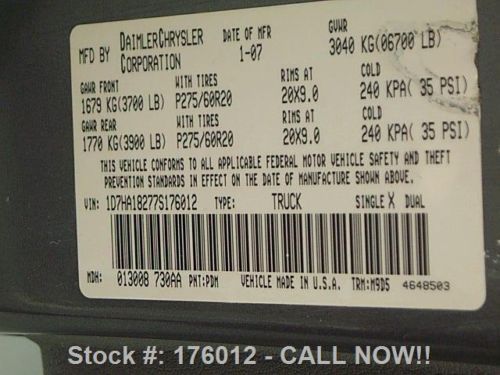 MFD BY DAIMLERCHRYSLER CORPORATION DATE OF MFR 1-07 GVWR 3040 KG(06700 LB)
GAWR FRONT WITH TIRES RIMS AT COLD
1679 KG(3700 LB) P275/60R20 20X9.0 240 KPA( 35 PSI)
GAWR REAR WITH TIRES RIMS AT COLD
1770 KG(3900 LB) P275/60R20 20X9.0 240 KPA( 35 PSI)
THIS VEHICLE CONFORMS TO ALL APPLICABLE FEDERAL MOTOR VEHICLE SAFETY AND THEFT
PREVENTION STANDARDS IN EFFECT ON THE DATE OF MANUFACTURE SHOWN ABOVE.
VIN: 1D7HA18277S176012 TYPE: TRUCK SINGLE X DUAL
MDH: 013008 730AA PNT:PDM VEHICLE MADE IN U.S.A. TRM:M9D5 4648503
Stock #: 176012 - CALL NOW!!